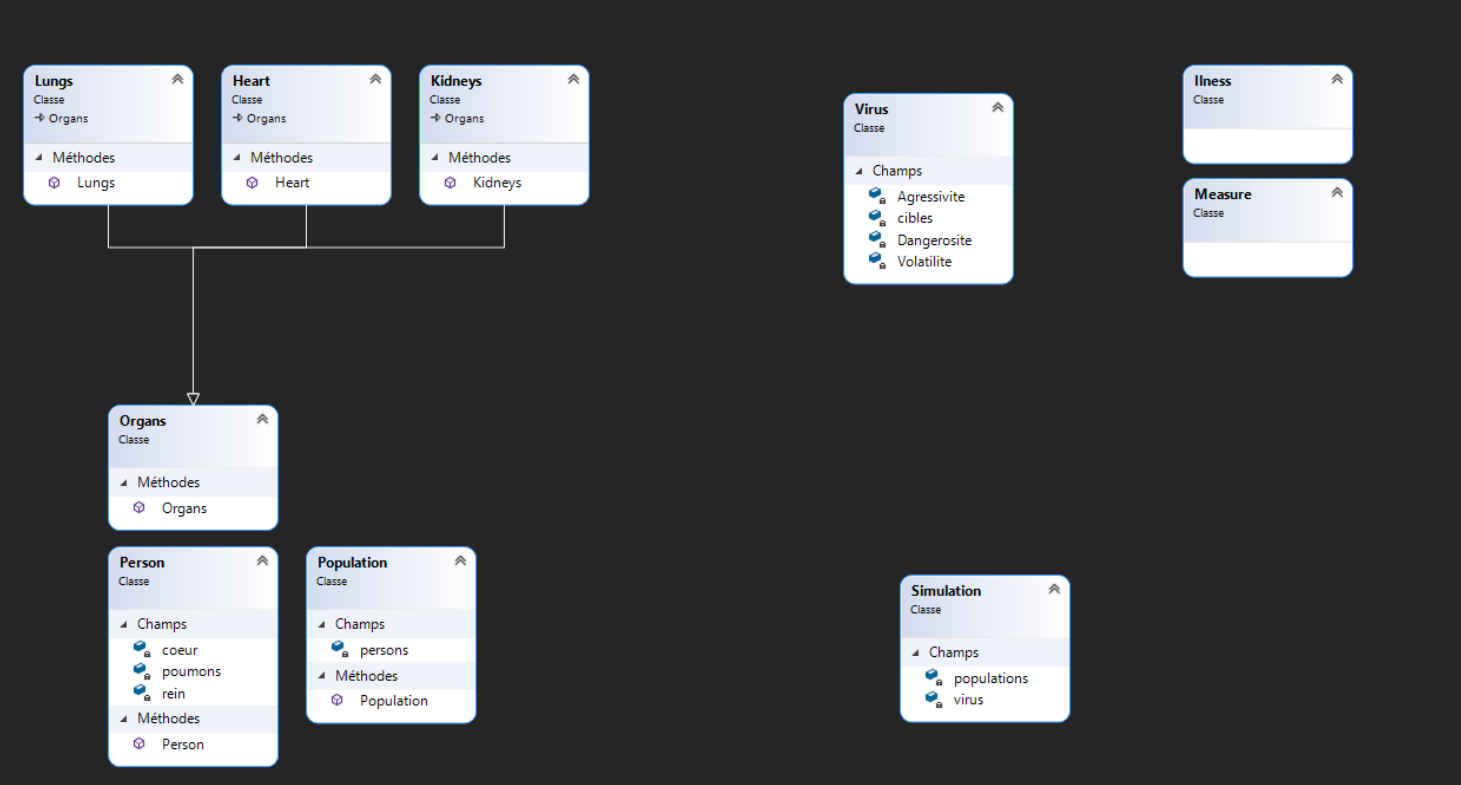 Lungs
Classe
Organs
Méthodes
Lungs
Heart
Classe
Organs
Méthodes
Heart
Kidneys
Classe
Organs
Méthodes
Kidneys
Virus
Classe
Champs
Agressivite
cibles
Dangerosite
Volatilite
Ilness
Classe
Measure
Classe
Organs
Classe
Méthodes
Organs
Person
Classe
Champs
coeur
poumons
rein
Méthodes
Person
Population
Classe
Champs
persons
Méthodes
Population
Simulation
Classe
Champs
populations
virus